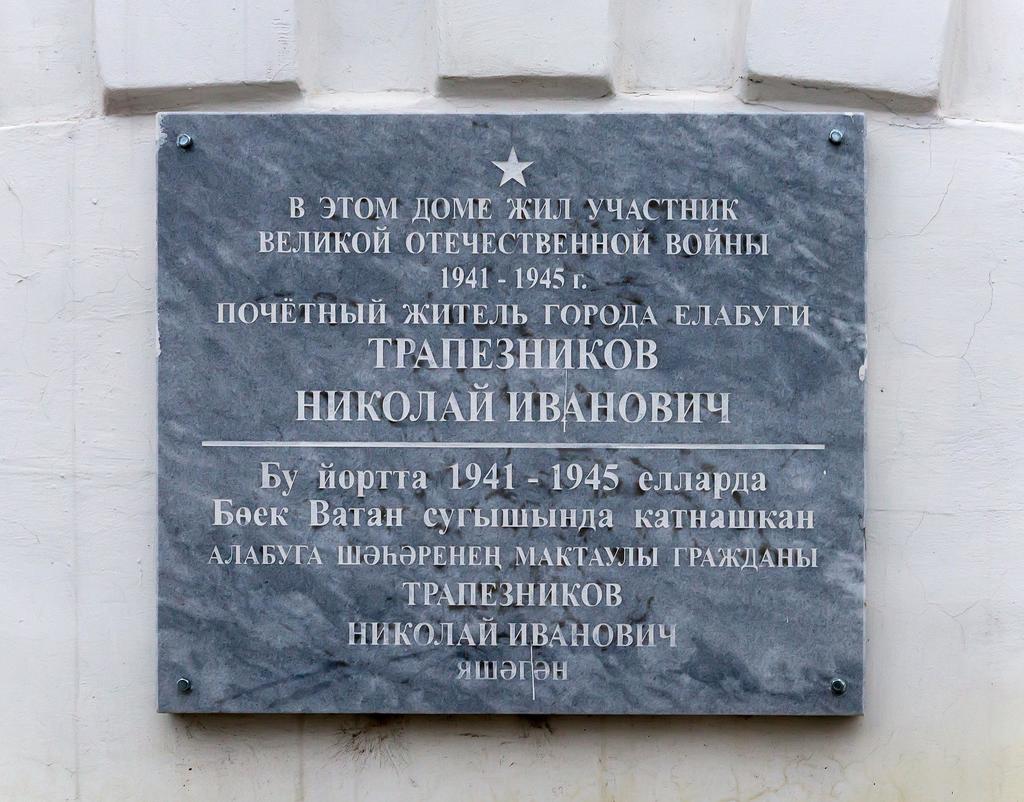 В ЭТОМ ДОМЕ ЖИЛ УЧАСТНИК
ВЕЛИКОЙ ОТЕЧЕСТВЕННОЙ ВОЙНЫ
1941 - 1945 г.
ПОЧЁТНЫЙ ЖИТЕЛЬ ГОРОДА ЕЛАБУГИ
ТРАПЕЗНИКОВ
НИКОЛАЙ ИВАНОВИЧ
Бу йортта 1941 - 1945 елларда
Бөек Ватан сугышында катнашкан
АЛАБУГА ШӘҺӘРЕНЕҢ МАКТАУЛЫ ГРАЖДАНЫ
ТРАПЕЗНИКОВ
НИКОЛАЙ ИВАНОВИЧ
ЯШӘГӘН